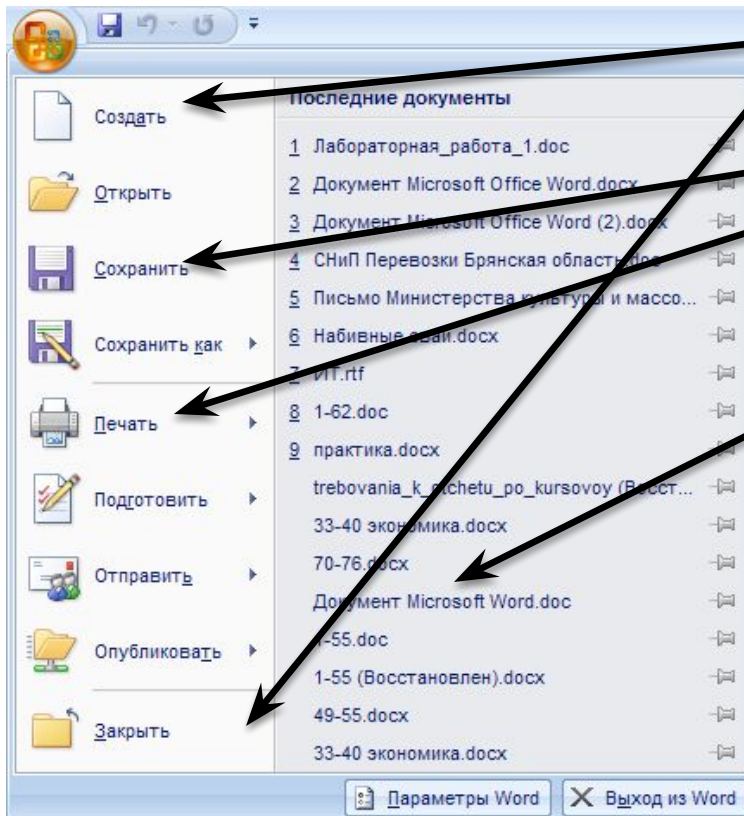 Создать
Открыть
Сохранить
Сохранить как
Печать
Подготовить
Отправить
Опубликовать
Закрыть
Последние документы
1 Лабораторная_работа_1.doc
2 Документ Microsoft Office Word.docx
3 Документ Microsoft Office Word (2).docx
4 СНиП Перевозки Брянская область.doc
5 Письмо Министерства культуры и массо...
6 Набивные сваи.docx
7 ИТ.rtf
8 1-62.doc
9 практика.docx
trebovania_k_otchetu_po_kursovoy (Восст...
33-40 экономика.docx
70-76.docx
Документ Microsoft Word.doc
1-55.doc
1-55 (Восстановлен).docx
49-55.docx
33-40 экономика.docx
Параметры Word
Выход из Word